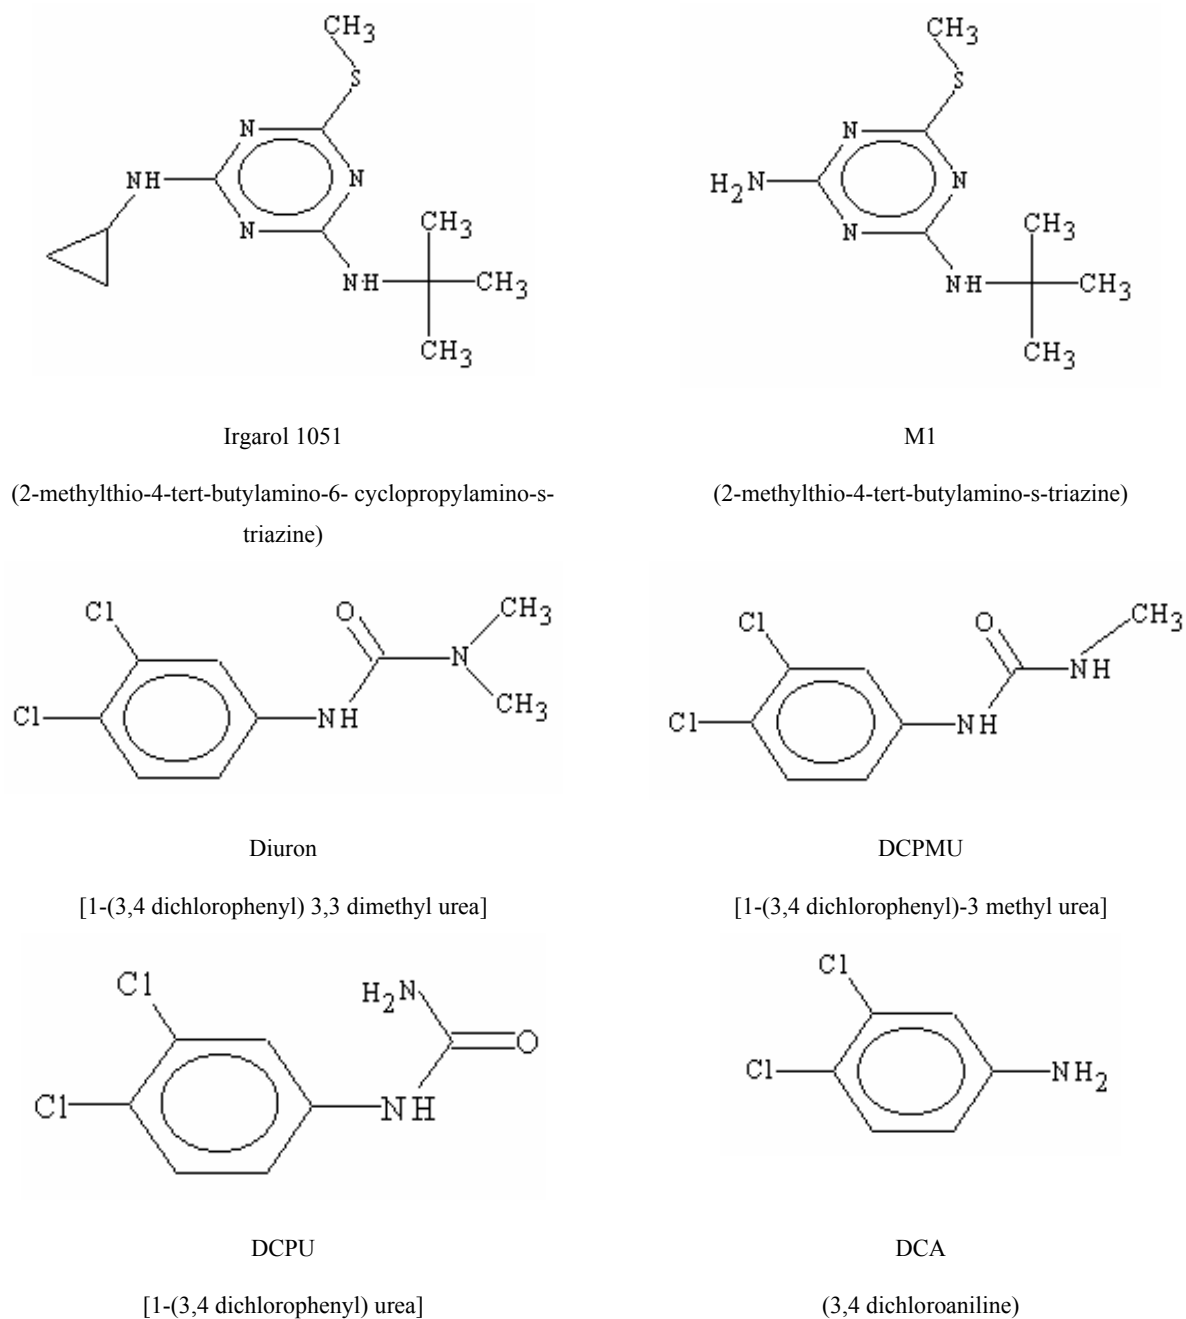 CH3
S
N
N
N
NH
NH
CH3
CH3
CH3
Irgarol 1051
(2-methylthio-4-tert-butylamino-6- cyclopropylamino-s-
triazine)
CH3
S
N
N
N
H2N
NH
CH3
CH3
CH3
M1
(2-methylthio-4-tert-butylamino-s-triazine)
Cl
Cl
O
NH
N
CH3
CH3
Diuron
[1-(3,4 dichlorophenyl) 3,3 dimethyl urea]
Cl
Cl
O
NH
NH
CH3
DCPMU
[1-(3,4 dichlorophenyl)-3 methyl urea]
Cl
Cl
H2N
O
NH
DCPU
[1-(3,4 dichlorophenyl) urea]
Cl
Cl
NH2
DCA
(3,4 dichloroaniline)